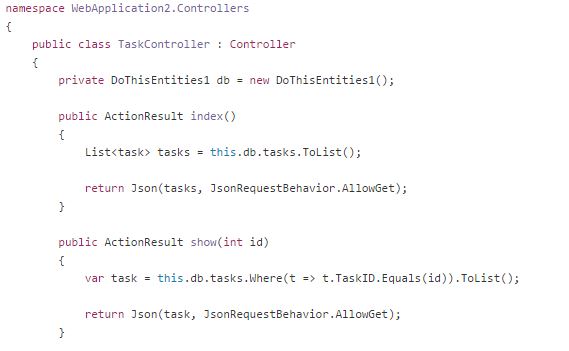 namespace WebApplication2.Controllers
{
    public class TaskController : Controller
    {
        private DoThisEntities1 db = new DoThisEntities1();

        public ActionResult index()
        {
            List<task> tasks = this.db.tasks.ToList();

            return Json(tasks, JsonRequestBehavior.AllowGet);
        }

        public ActionResult show(int id)
        {
            var task = this.db.tasks.Where(t => t.TaskID.Equals(id)).ToList();

            return Json(task, JsonRequestBehavior.AllowGet);
        }